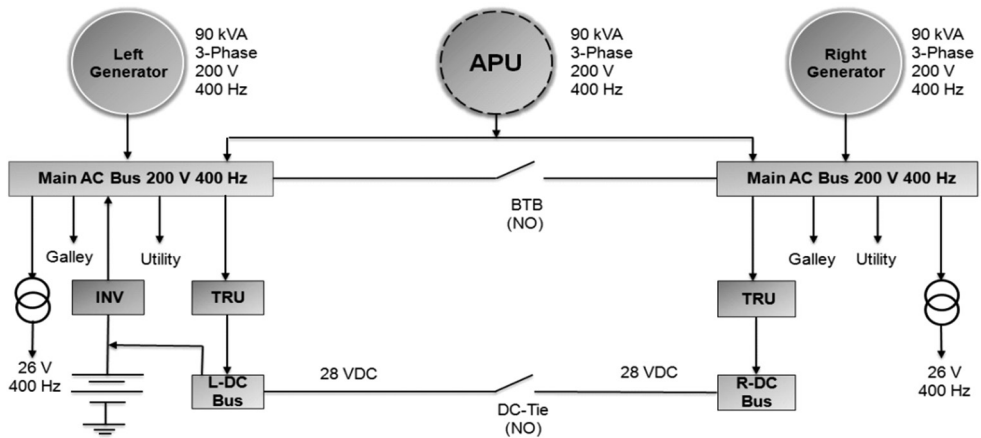 Left
Generator
90 kVA
3-Phase
200 V
400 Hz
APU
90 kVA
3-Phase
200 V
400 Hz
Right
Generator
90 kVA
3-Phase
200 V
400 Hz
Main AC Bus 200 V 400 Hz
BTB
(NO)
Main AC Bus 200 V 400 Hz
Galley
Utility
Galley
Utility
INV
TRU
TRU
26 V
400 Hz
L-DC
Bus
28 VDC
DC-Tie
(NO)
28 VDC
R-DC
Bus
26 V
400 Hz